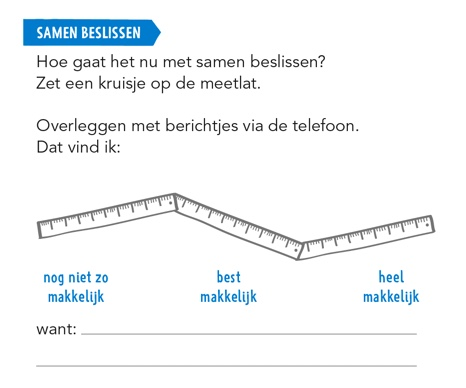 SAMEN BESLISSEN
Hoe gaat het nu met samen beslissen?
Zet een kruisje op de meetlat.
Overleggen met berichtjes via de telefoon.
Dat vind ik:
nog niet zo makkelijk
best makkelijk
heel makkelijk
want: